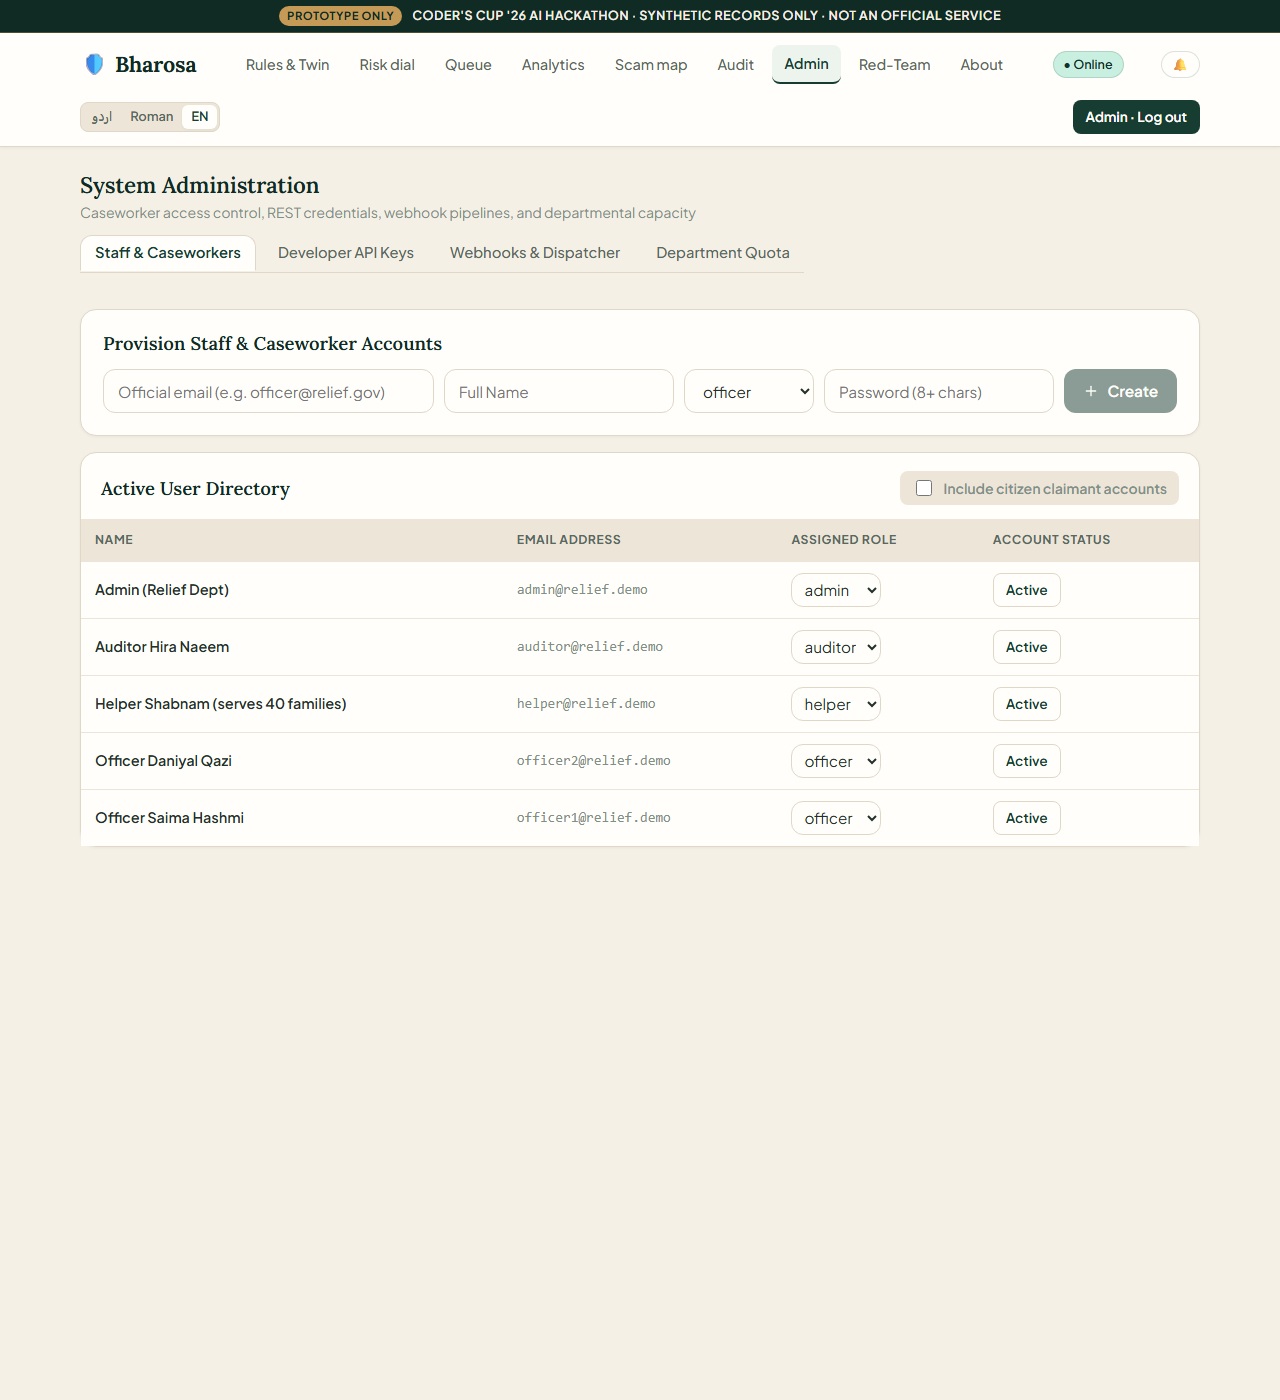 PROTOTYPE ONLY CODER'S CUP '26 AI HACKATHON · SYNTHETIC RECORDS ONLY · NOT AN OFFICIAL SERVICE
Bharosa Rules & Twin Risk dial Queue Analytics Scam map Audit Admin Red-Team About ● Online
اردو Roman EN Admin · Log out
System Administration
Caseworker access control, REST credentials, webhook pipelines, and departmental capacity
Staff & Caseworkers Developer API Keys Webhooks & Dispatcher Department Quota
Provision Staff & Caseworker Accounts
Official email (e.g. officer@relief.gov) Full Name officer Password (8+ chars) + Create
Active User Directory Include citizen claimant accounts
NAME EMAIL ADDRESS ASSIGNED ROLE ACCOUNT STATUS
Admin (Relief Dept) admin@relief.demo admin Active
Auditor Hira Naeem auditor@relief.demo auditor Active
Helper Shabnam (serves 40 families) helper@relief.demo helper Active
Officer Daniyal Qazi officer2@relief.demo officer Active
Officer Saima Hashmi officer1@relief.demo officer Active